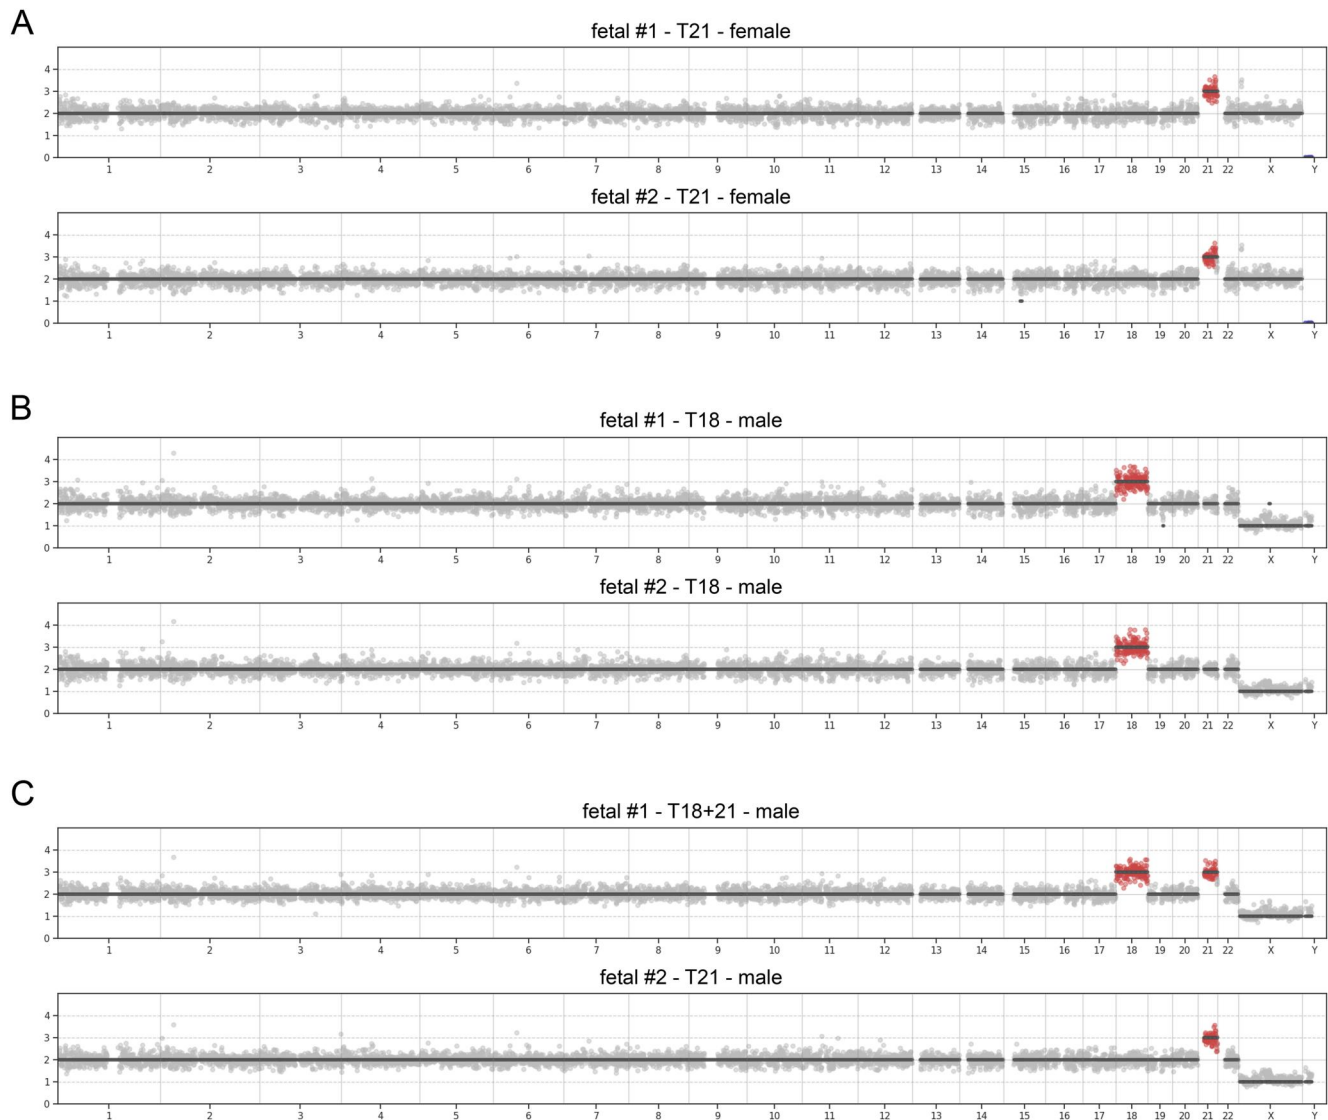 A
fetal #1 - T21 - female
4
3
2
1
0
1 2 3 4 5 6 7 8 9 10 11 12 13 14 15 16 17 18 19 20 21 22 X Y
fetal #2 - T21 - female
4
3
2
1
0
1 2 3 4 5 6 7 8 9 10 11 12 13 14 15 16 17 18 19 20 21 22 X Y
B
fetal #1 - T18 - male
4
3
2
1
0
1 2 3 4 5 6 7 8 9 10 11 12 13 14 15 16 17 18 19 20 21 22 X Y
fetal #2 - T18 - male
4
3
2
1
0
1 2 3 4 5 6 7 8 9 10 11 12 13 14 15 16 17 18 19 20 21 22 X Y
C
fetal #1 - T18+21 - male
4
3
2
1
0
1 2 3 4 5 6 7 8 9 10 11 12 13 14 15 16 17 18 19 20 21 22 X Y
fetal #2 - T21 - male
4
3
2
1
0
1 2 3 4 5 6 7 8 9 10 11 12 13 14 15 16 17 18 19 20 21 22 X Y